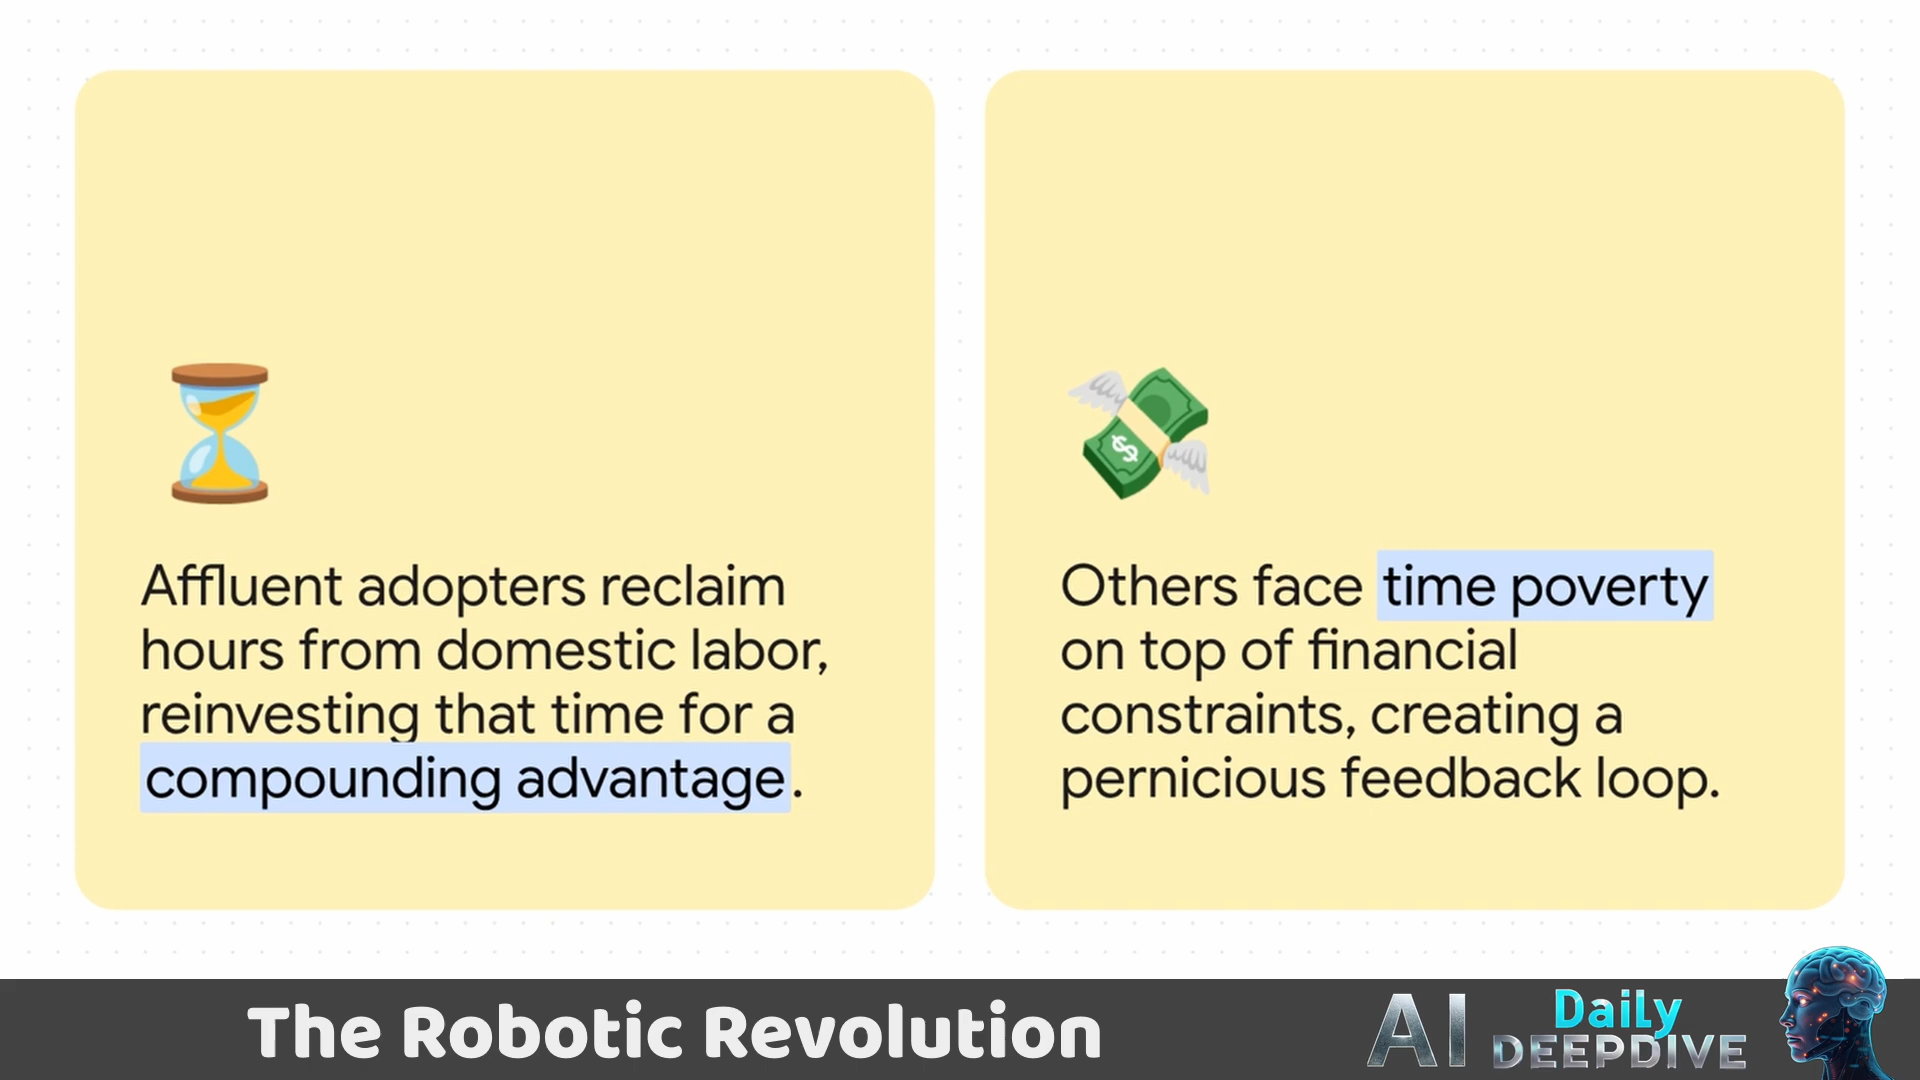 Affluent adopters reclaim
hours from domestic labor,
reinvesting that time for a
compounding advantage.
$
Others face time poverty
on top of financial
constraints, creating a
pernicious feedback loop.
The Robotic Revolution
AI Daily
DEEPDIVE